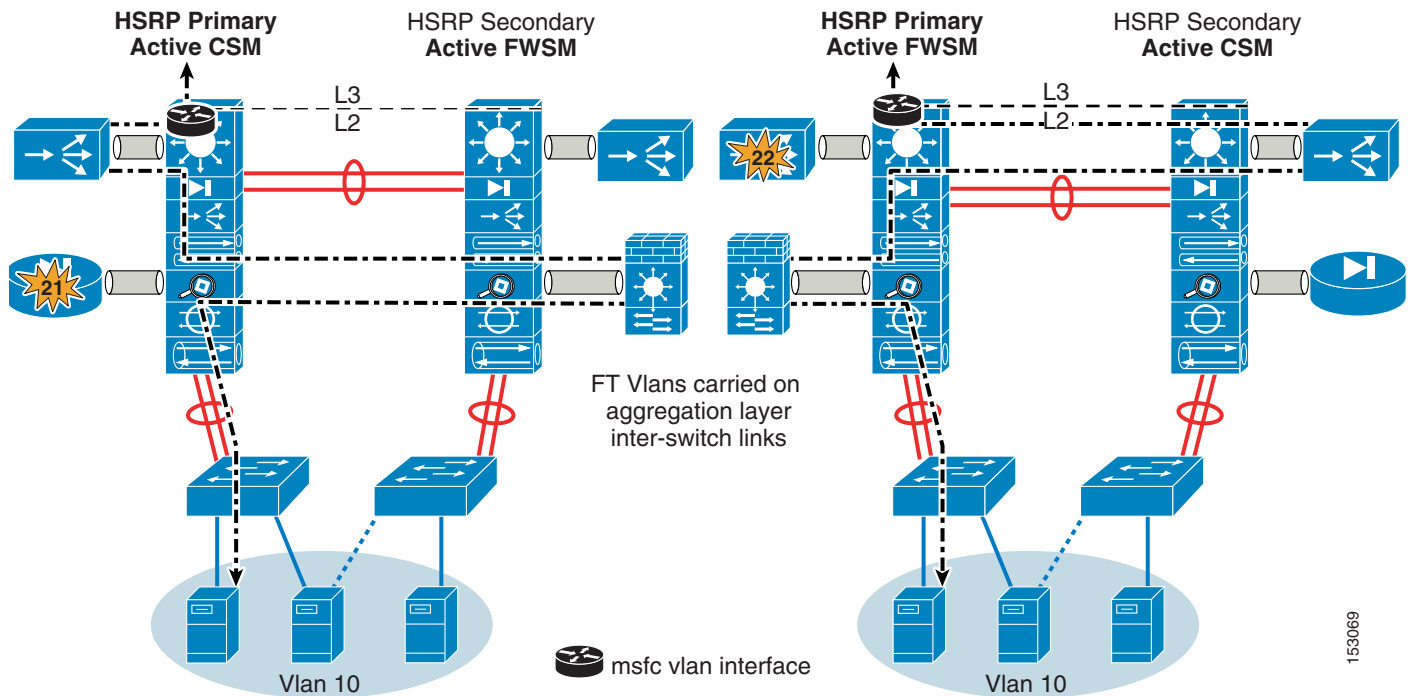 HSRP Primary
Active CSM
HSRP Secondary
Active FWSM
HSRP Primary
Active FWSM
HSRP Secondary
Active CSM
L3
L2
L3
L2
22
21
FT Vlans carried on
aggregation layer
inter-switch links
Vlan 10
msfc vlan interface
Vlan 10
153069